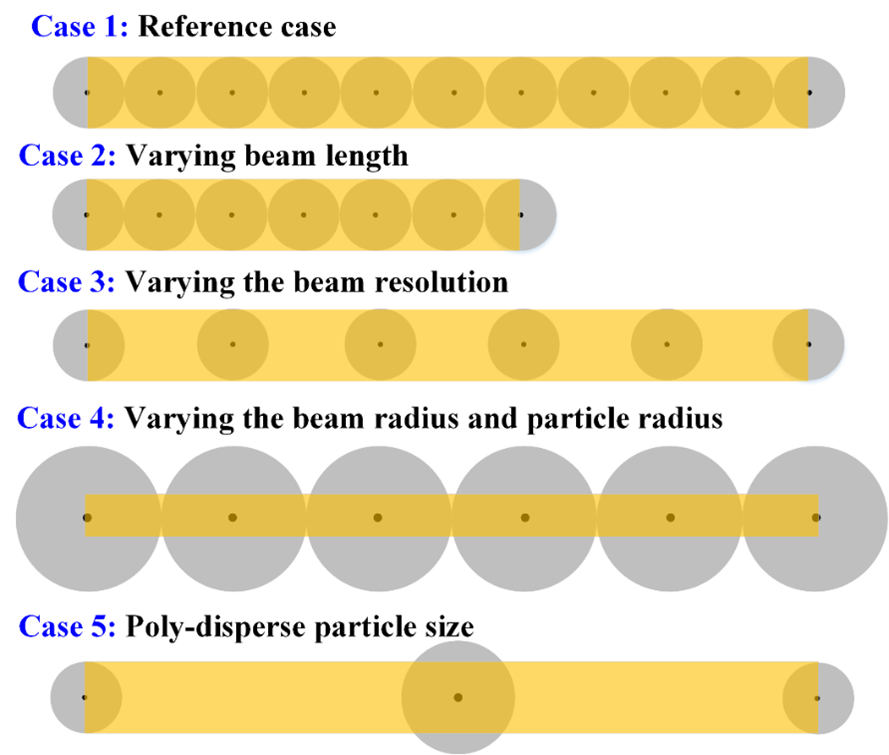 Case 1: Reference case
Case 2: Varying beam length
Case 3: Varying the beam resolution
Case 4: Varying the beam radius and particle radius
Case 5: Poly-disperse particle size